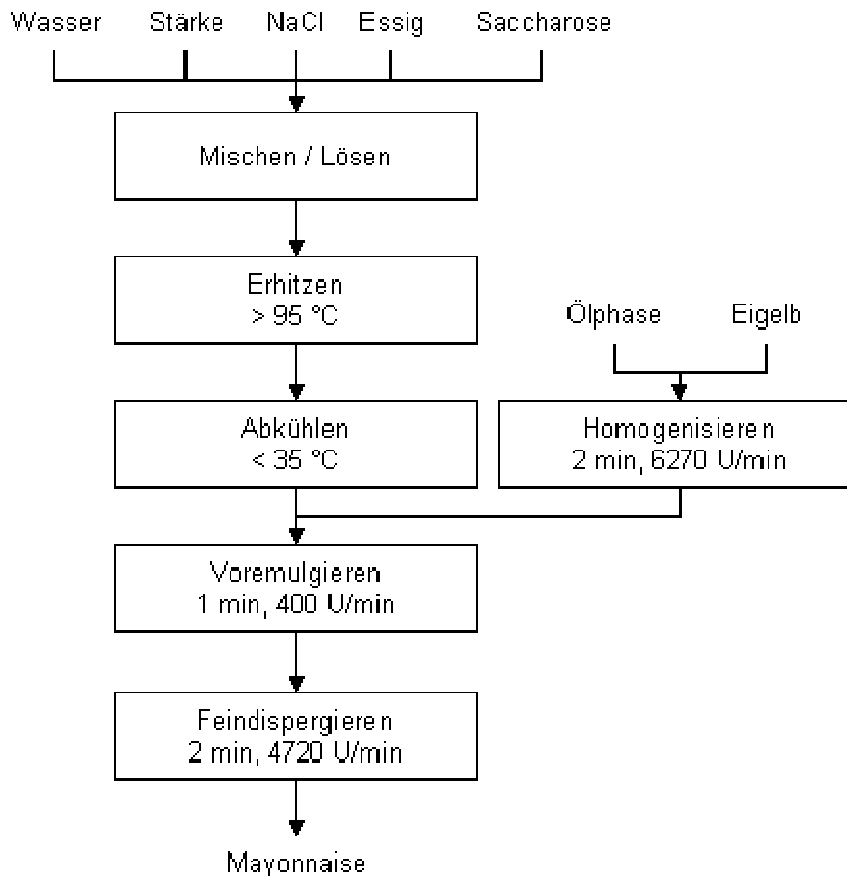 Wasser Stärke NaCl Essig Saccharose
Mischen / Lösen
Erhitzen
> 95 °C
Ölphase Eigelb
Abkühlen
< 35 °C
Homogenisieren
2 min, 6270 U/min
Voremulgieren
1 min, 400 U/min
Feindispergieren
2 min, 4720 U/min
Mayonnaise